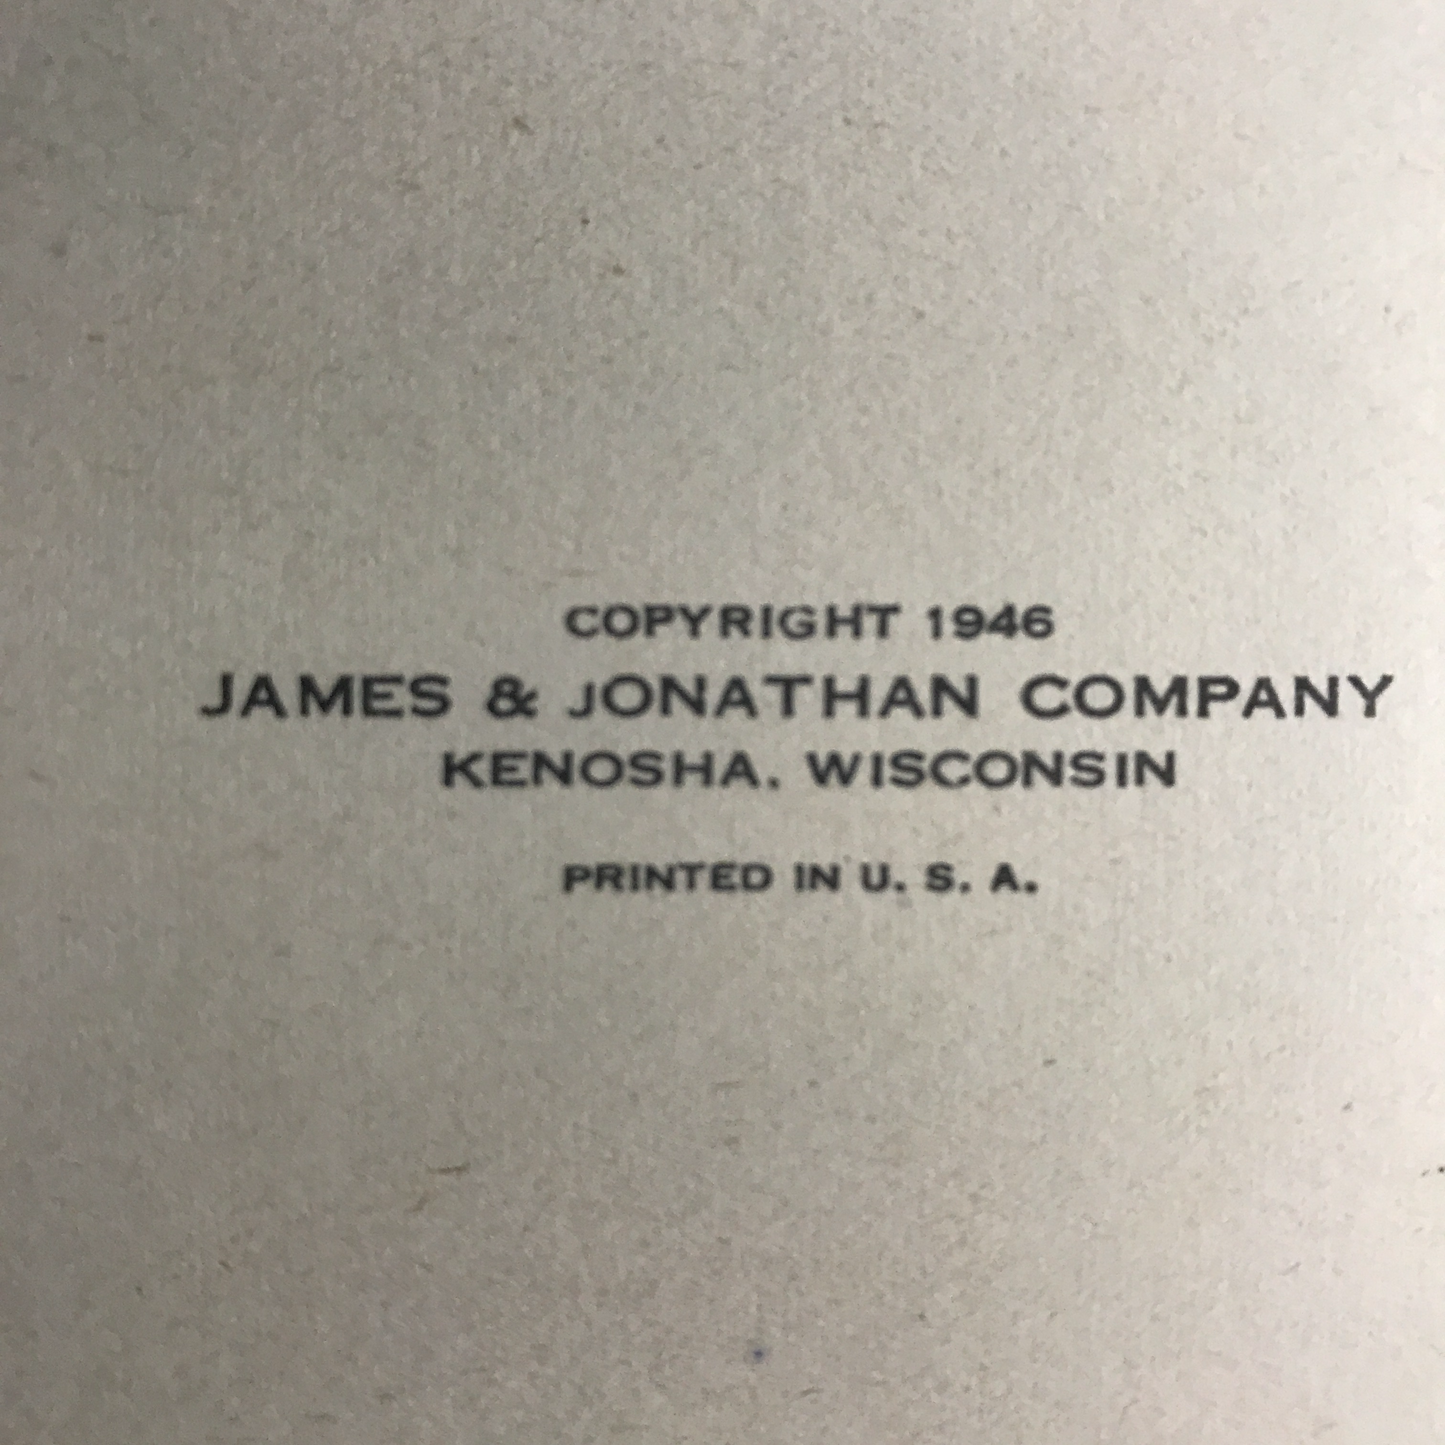 COPYRIGHT 1946
JAMES & JONATHAN COMPANY
KENOSHA, WISCONSIN
PRINTED IN U. S. A.